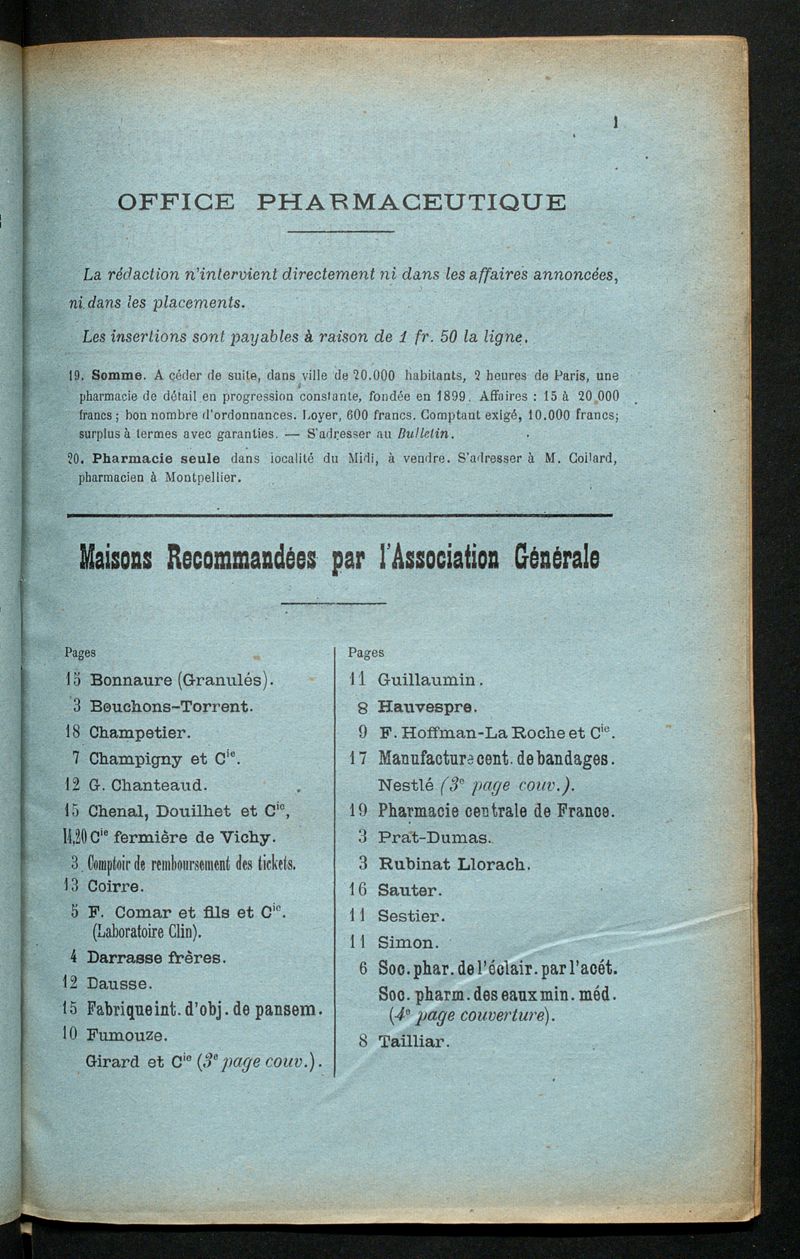 1
OFFICE PHARMACEUTIQUE
La rédaction n'intervient directement ni dans les affaires annoncées,
ni dans les placements.
Les insertions sont payables à raison de 1 fr. 50 la ligne.
19. Somme. A céder de suite, dans ville de 20.000 habitants, 2 heures de Paris, une
pharmacie de détail en progression constante, fondée en 1899. Affaires : 15 à 20.000
francs ; bon nombre d'ordonnances. Loyer, 600 francs. Comptant exigé, 10.000 francs;
surplus à termes avec garanties. — S'adresser au Bulletin.
20. Pharmacie seule dans localité du Midi, à vendre. S'adresser à M. Coilard,
pharmacien à Montpellier.
Maisons Recommandées par l'Association Générale
Pages
15 Bonnaure (Granulés).
3 Bouchons-Torrent.
18 Champetier.
7 Champigny et Cie.
12 G. Chanteaud.
15 Chenal, Douilhet et Cie,
14,20 Cie fermière de Vichy.
3 Comptoir de remboursement des tickets.
13 Coirre.
5 F. Comar et fils et Cie.
(Laboratoire Clin).
4 Darrasse frères.
12 Dausse.
15 Fabrique int. d'obj. de pansem.
10 Fumouze.
Girard et Cie (3e page couv.).
Pages
11 Guillaumin.
8 Hauvespre.
9 F. Hoffman-La Roche et Cie.
17 Manufacture cent. de bandages.
Nestlé (3e page couv.).
19 Pharmacie centrale de France.
3 Prat-Dumas.
3 Rubinat Llorach.
16 Sauter.
11 Sestier.
11 Simon.
6 Soc. phar. de l'éclair. par l'acét.
Soc. pharm. des eaux min. méd.
(4e page couverture).
8 Tailliar.